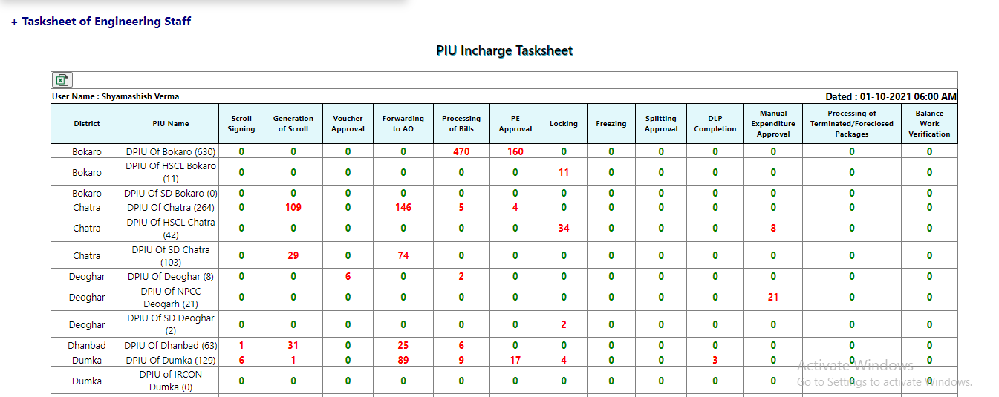 + Tasksheet of Engineering Staff
PIU Incharge Tasksheet
User Name : Shyamashish Verma Dated : 01-10-2021 06:00 AM
District PIU Name Scroll Signing Generation of Scroll Voucher Approval Forwarding to AO Processing of Bills PE Approval Locking Freezing Splitting Approval DLP Completion Manual Expenditure Approval Processing of Terminated/Foreclosed Packages Balance Work Verification
Bokaro DPIU Of Bokaro (630) 0 0 0 0 470 160 0 0 0 0 0 0 0
Bokaro DPIU Of HSCL Bokaro (11) 0 0 0 0 0 0 11 0 0 0 0 0 0
Bokaro DPIU Of SD Bokaro (0) 0 0 0 0 0 0 0 0 0 0 0 0 0
Chatra DPIU Of Chatra (264) 0 109 0 146 5 4 0 0 0 0 0 0 0
Chatra DPIU Of HSCL Chatra (42) 0 0 0 0 0 0 34 0 0 0 8 0 0
Chatra DPIU Of SD Chatra (103) 0 29 0 74 0 0 0 0 0 0 0 0 0
Deoghar DPIU Of Deoghar (8) 0 0 6 0 2 0 0 0 0 0 0 0 0
Deoghar DPIU Of NPCC Deogarh (21) 0 0 0 0 0 0 0 0 0 0 21 0 0
Deoghar DPIU Of SD Deoghar (2) 0 0 0 0 0 0 2 0 0 0 0 0 0
Dhanbad DPIU Of Dhanbad (63) 1 31 0 25 6 0 0 0 0 0 0 0 0
Dumka DPIU Of Dumka (129) 6 1 0 89 9 17 4 0 0 3 0 0 0
Dumka DPIU of IRCON Dumka (0) 0 0 0 0 0 0 0 0 0 0 0 0 0
Activate Windows
Go to Settings to activate Windows.